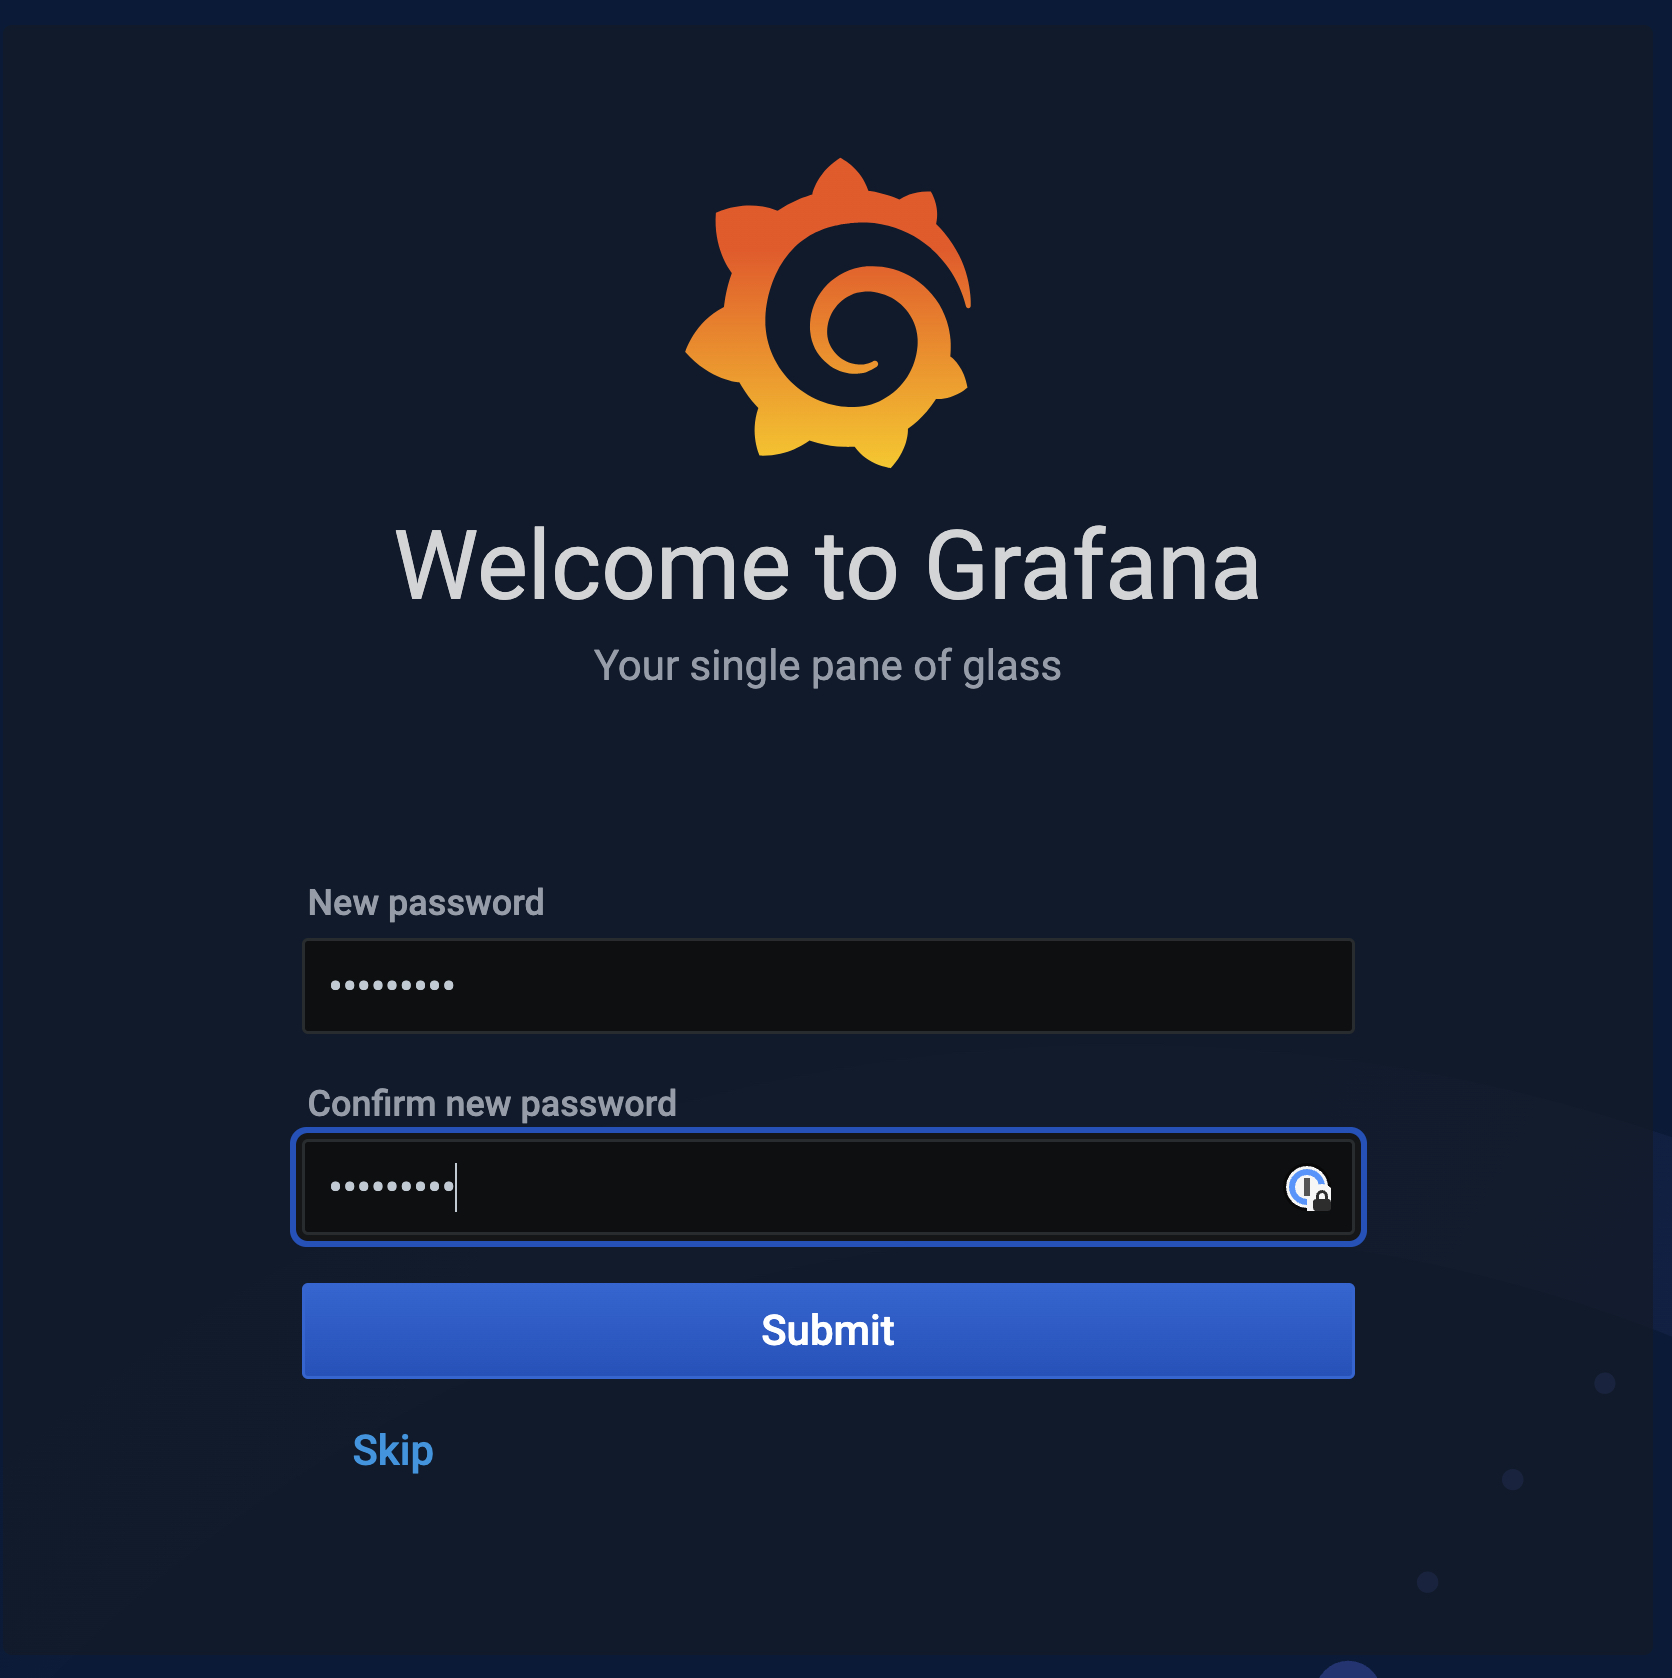 Welcome to Grafana
Your single pane of glass
New password
•••••••••
Confirm new password
•••••••••
Submit
Skip